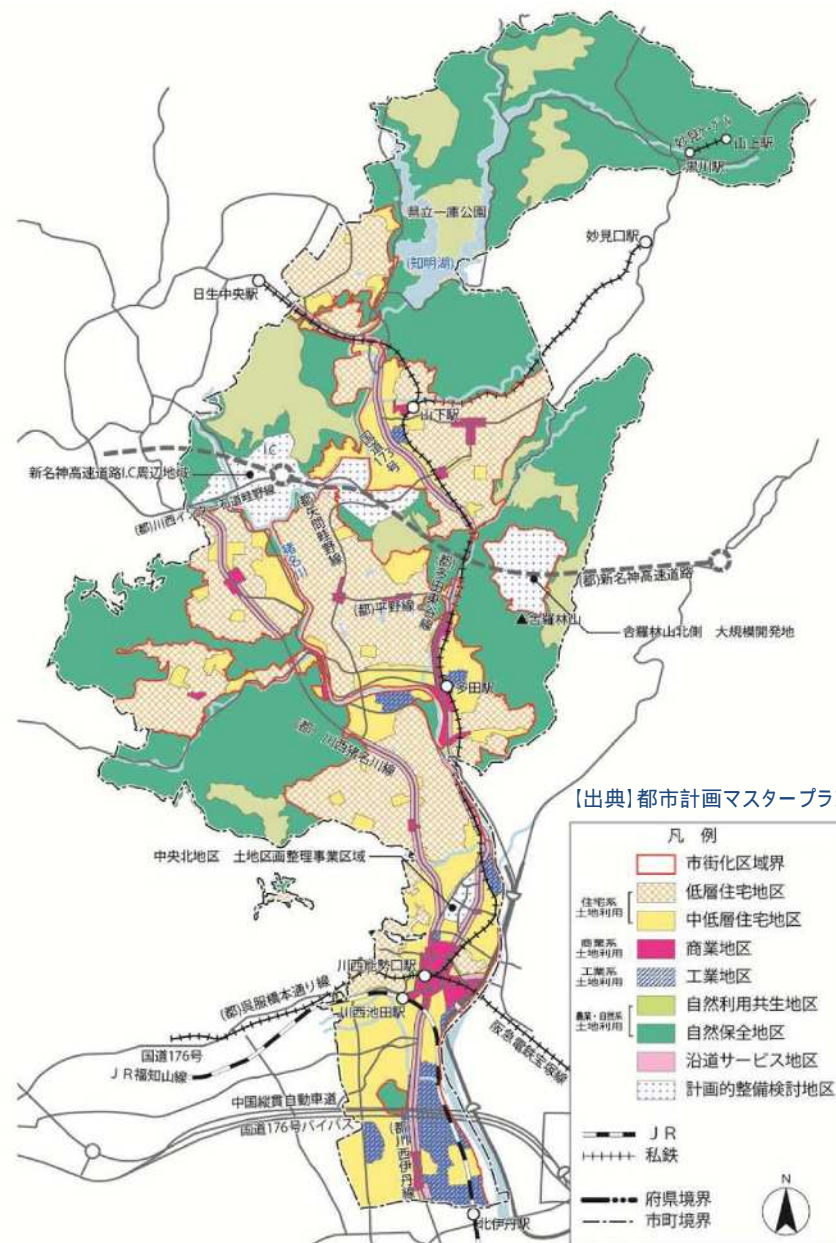 妙見ケーブル
山上駅
黒川駅
県立一庫公園
妙見口駅
(知明湖)
日生中央駅
山下駅
国道173号
I.C
新名神高速道路I.C周辺地域
(都)矢問畦野線
猪名川
(都)新名神高速道路
(都)平野線
▲舎羅林山
舎羅林山北側 大規模開発地
多田駅
(都) 川西猪名川線
【出典】都市計画マスタープラ
中央北地区 土地区画整理事業区域
川西能勢口駅
(都)呉服橋本通り線
川西池田駅
国道176号
JR福知山線
阪急電鉄宝塚線
中国縦貫自動車道
国道176号バイパス
(都)川西伊丹線
北伊丹駅
凡 例
市街化区域界
住宅系
土地利用
低層住宅地区
中低層住宅地区
商業系
土地利用
商業地区
工業系
土地利用
工業地区
農業・自然系
土地利用
自然利用共生地区
自然保全地区
沿道サービス地区
計画的整備検討地区
JR
私鉄
府県境界
市町境界
N